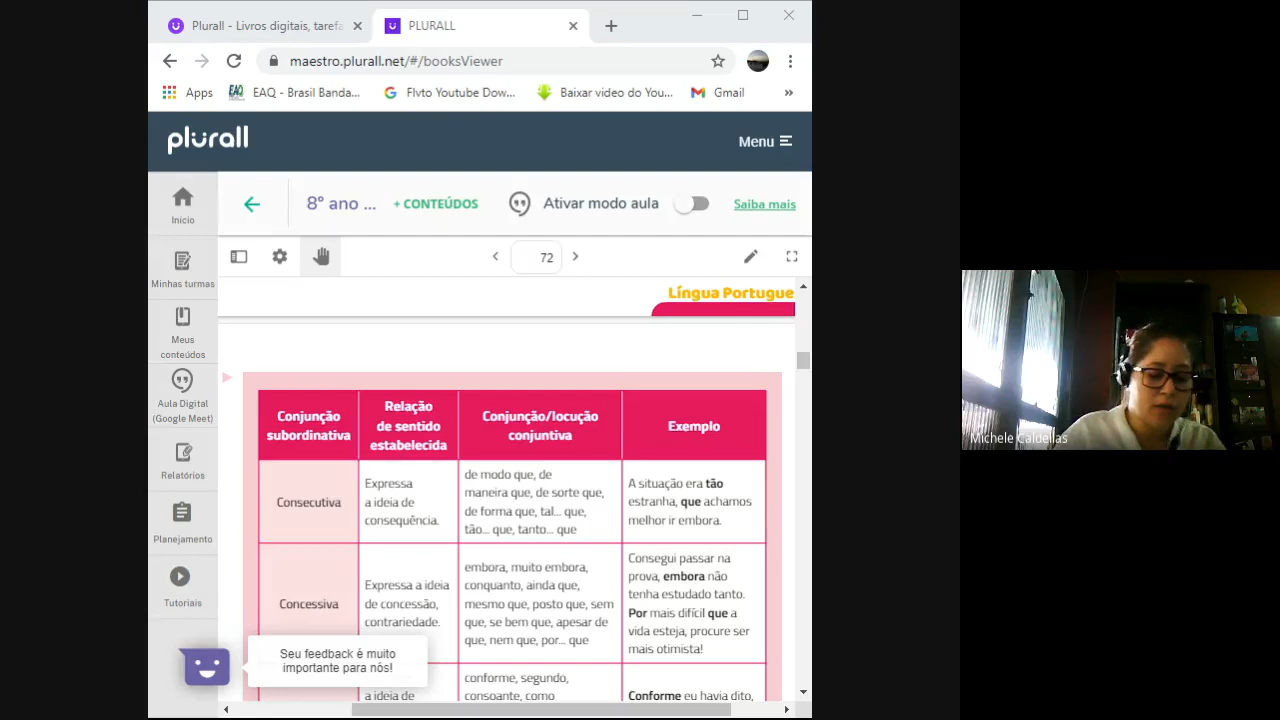 Plurall - Livros digitais, tarefa
PLURALL
maestro.plurall.net/#/booksViewer
Apps
EAQ - Brasil Banda...
Flvto Youtube Dow...
Baixar video do You...
Gmail
»
plurall
Menu
8º ano ...
+ CONTEÚDOS
Ativar modo aula
Saiba mais
72
Início
Minhas turmas
Meus
conteúdos
Aula Digital
(Google Meet)
Relatórios
Planejamento
Tutoriais
Língua Portugue
Conjunção
subordinativa
Relação
de sentido
estabelecida
Conjunção/locução
conjuntiva
Exemplo
Consecutiva
Expressa
a ideia de
consequência.
de modo que, de
maneira que, de sorte que,
de forma que, tal... que,
tão... que, tanto... que
A situação era tão
estranha, que achamos
melhor ir embora.
Concessiva
Expressa a ideia
de concessão,
contrariedade.
embora, muito embora,
conquanto, ainda que,
mesmo que, posto que, sem
que, se bem que, apesar de
que, nem que, por... que
Consegui passar na
prova, embora não
tenha estudado tanto.
Por mais difícil que a
vida esteja, procure ser
mais otimista!
a ideia de
conforme, segundo,
consoante, como
Conforme eu havia dito,
Seu feedback é muito
importante para nós!
Michele Caldellas